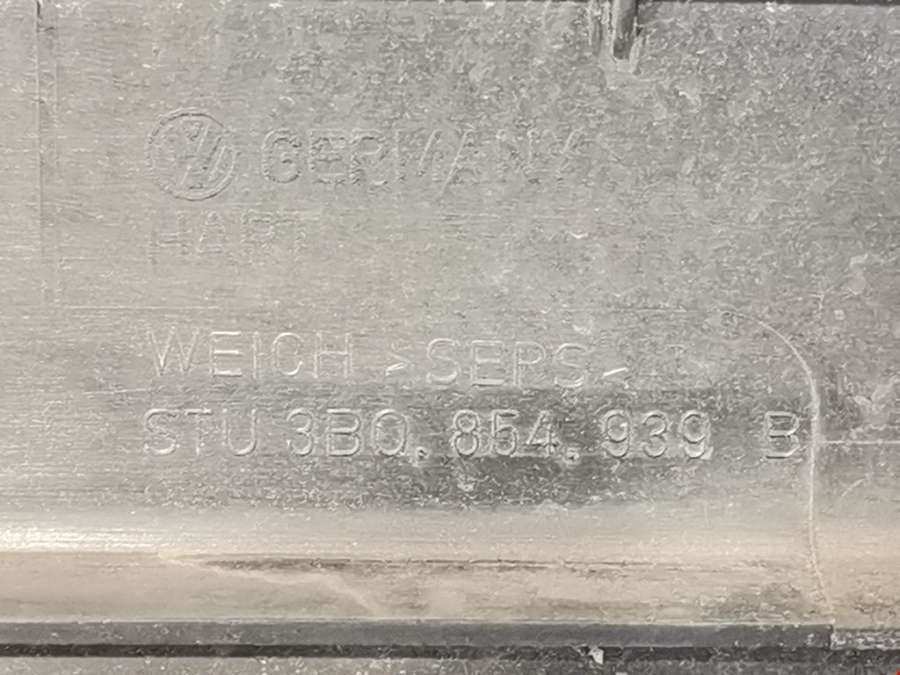 GERMANY
HART
WEICH >SEPS<
STU 3B0.854.939 B